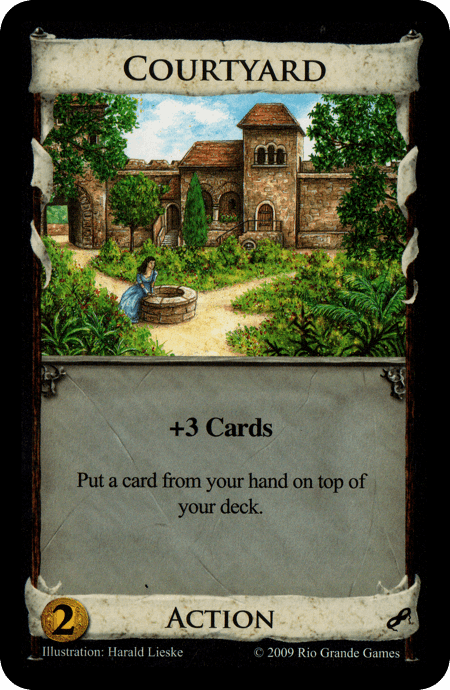 COURTYARD
+3 Cards
Put a card from your hand on top of
your deck.
2
ACTION
Illustration: Harald Lieske
© 2009 Rio Grande Games